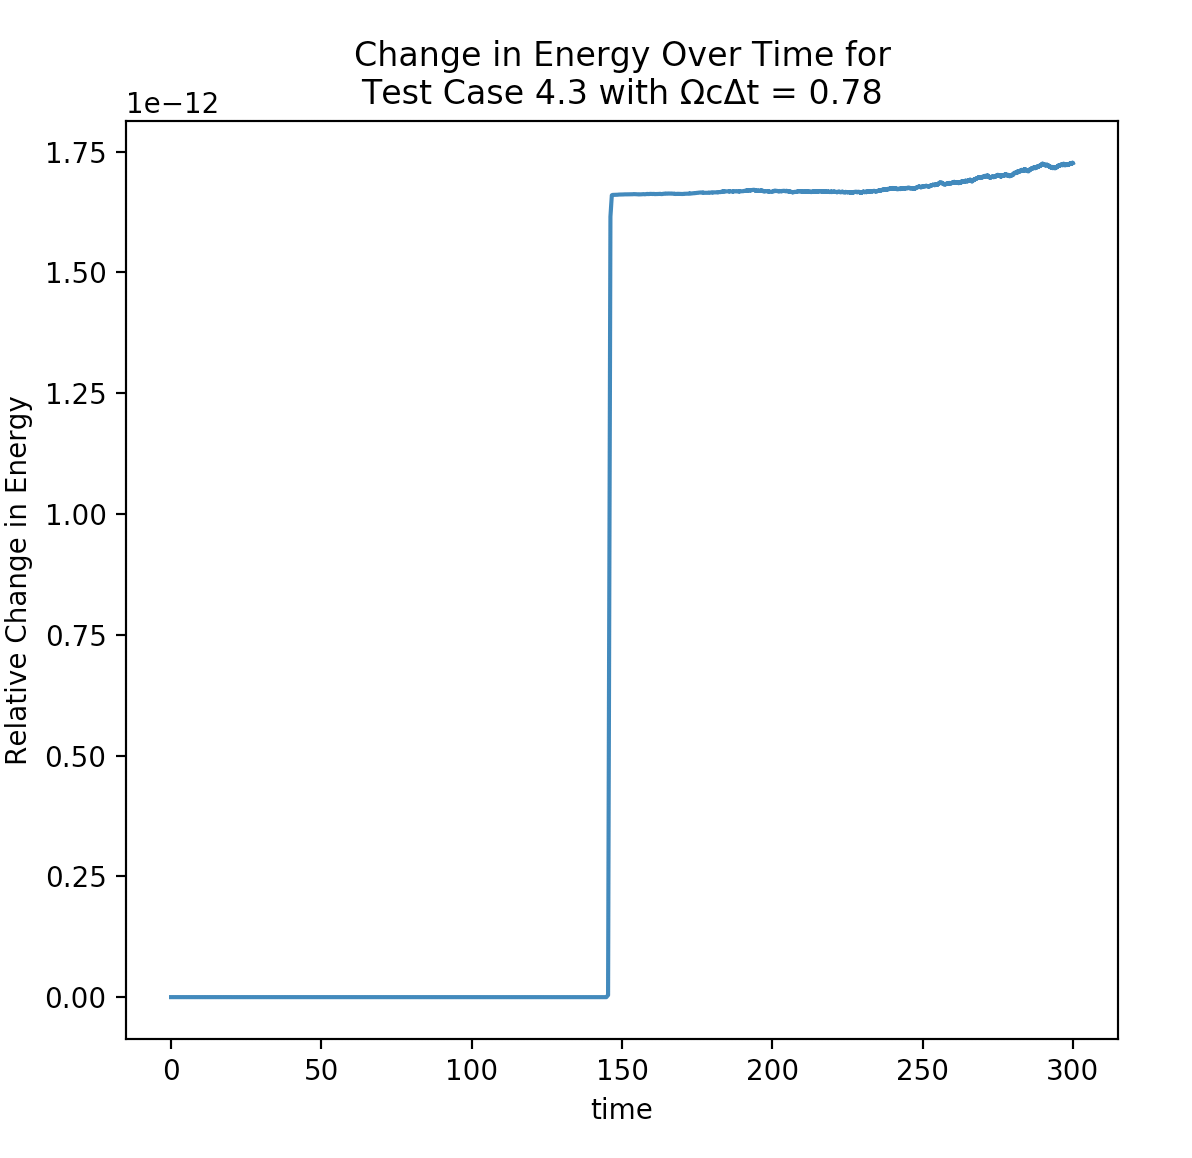 Change in Energy Over Time for
Test Case 4.3 with ΩcΔt = 0.78
1e−12
1.75
1.50
1.25
1.00
0.75
0.50
0.25
0.00
Relative Change in Energy
0 50 100 150 200 250 300
time